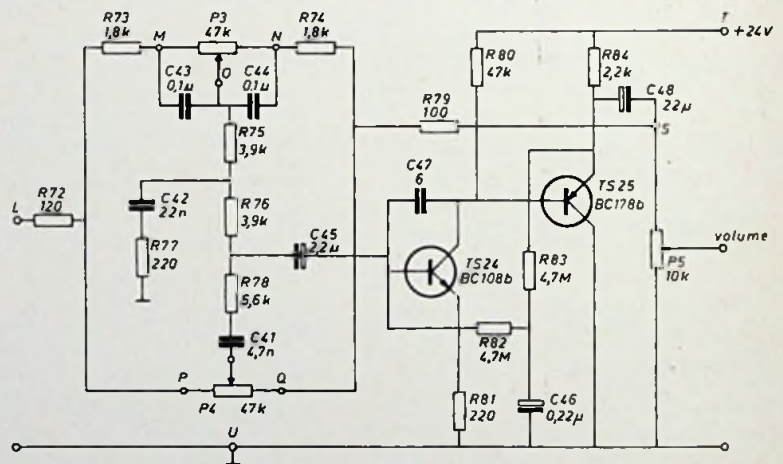 R73
1,8k
M
P3
47k
N
R74
1,8k
T
+24V
C43
0,1µ
O
C44
0,1µ
R80
47k
R84
2,2k
C48
22µ
R79
100
S
R75
3,9k
C47
6
TS25
BC178b
L
R72
120
C42
22n
R76
3,9k
C45
2,2µ
volume
R77
220
TS24
BC108b
R83
4,7M
P5
10k
R78
5,6k
C41
4,7n
R82
4,7M
P
Q
P4
47k
R81
220
C46
0,22µ
U